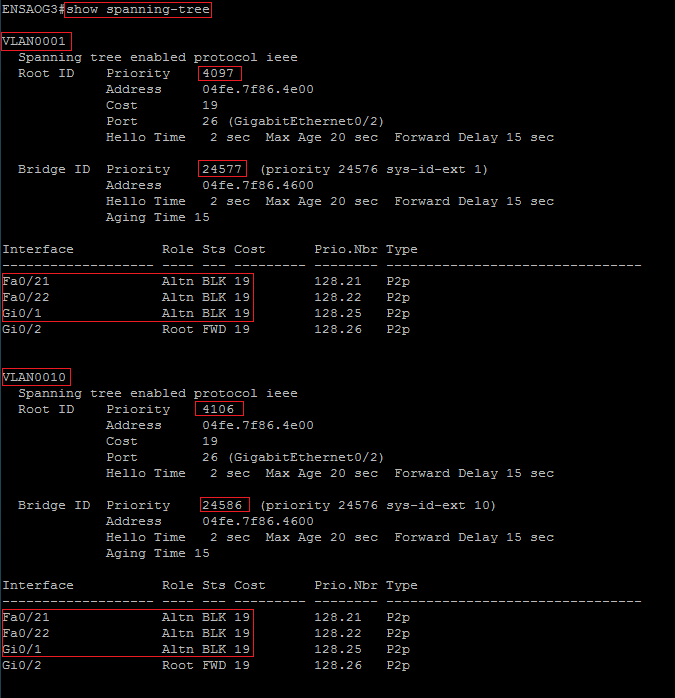 ENSAOG3#show spanning-tree
VLAN0001
Spanning tree enabled protocol ieee
Root ID Priority 4097
Address 04fe.7f86.4e00
Cost 19
Port 26 (GigabitEthernet0/2)
Hello Time 2 sec Max Age 20 sec Forward Delay 15 sec
Bridge ID Priority 24577 (priority 24576 sys-id-ext 1)
Address 04fe.7f86.4600
Hello Time 2 sec Max Age 20 sec Forward Delay 15 sec
Aging Time 15
Interface Role Sts Cost Prio.Nbr Type
------------------- ---- --- --------- -------- --------------------------------
Fa0/21 Altn BLK 19 128.21 P2p
Fa0/22 Altn BLK 19 128.22 P2p
Gi0/1 Altn BLK 19 128.25 P2p
Gi0/2 Root FWD 19 128.26 P2p
VLAN0010
Spanning tree enabled protocol ieee
Root ID Priority 4106
Address 04fe.7f86.4e00
Cost 19
Port 26 (GigabitEthernet0/2)
Hello Time 2 sec Max Age 20 sec Forward Delay 15 sec
Bridge ID Priority 24586 (priority 24576 sys-id-ext 10)
Address 04fe.7f86.4600
Hello Time 2 sec Max Age 20 sec Forward Delay 15 sec
Aging Time 15
Interface Role Sts Cost Prio.Nbr Type
------------------- ---- --- --------- -------- --------------------------------
Fa0/21 Altn BLK 19 128.21 P2p
Fa0/22 Altn BLK 19 128.22 P2p
Gi0/1 Altn BLK 19 128.25 P2p
Gi0/2 Root FWD 19 128.26 P2p